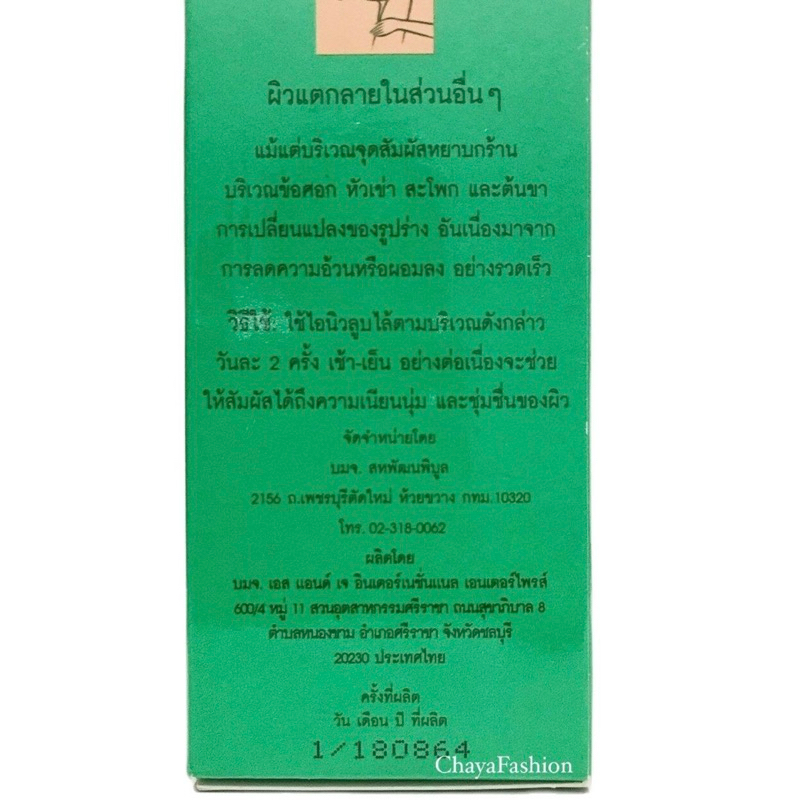 ผิวแตกลายในส่วนอื่น ๆ
แม้แต่บริเวณจุดสัมผัสหยาบกร้าน
บริเวณข้อศอก หัวเข่า สะโพก และต้นขา
การเปลี่ยนแปลงของรูปร่าง อันเนื่องมาจาก
การลดความอ้วนหรือผอมลง อย่างรวดเร็ว
วิธีใช้: ใช้ไอนิวลูบไล้ตามบริเวณดังกล่าว
วันละ 2 ครั้ง เช้า-เย็น อย่างต่อเนื่องจะช่วย
ให้สัมผัสได้ถึงความเนียนนุ่ม และชุ่มชื่นของผิว
จัดจำหน่ายโดย
บมจ. สหพัฒนพิบูล
2156 ถ.เพชรบุรีตัดใหม่ ห้วยขวาง กทม.10320
โทร. 02-318-0062
ผลิตโดย
บมจ. เอส แอนด์ เจ อินเตอร์เนชั่นแนล เอนเตอร์ไพรส์
600/4 หมู่ 11 สวนอุตสาหกรรมศรีราชา ถนนสุขาภิบาล 8
ตำบลหนองขาม อำเภอศรีราชา จังหวัดชลบุรี
20230 ประเทศไทย
ครั้งที่ผลิต
วัน เดือน ปี ที่ผลิต
1/180864
ChayaFashion